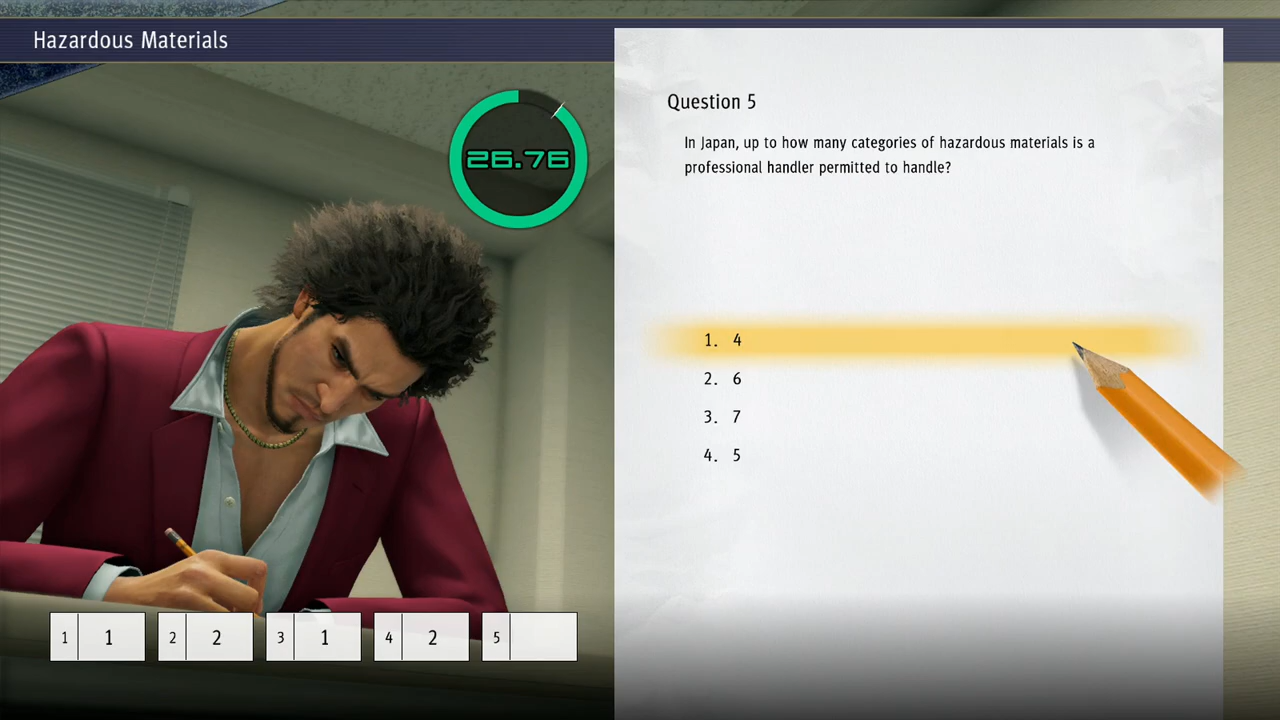 Hazardous Materials
26.76
Question 5
In Japan, up to how many categories of hazardous materials is a
professional handler permitted to handle?
1. 4
2. 6
3. 7
4. 5
1 1 2 2 3 1 4 2 5